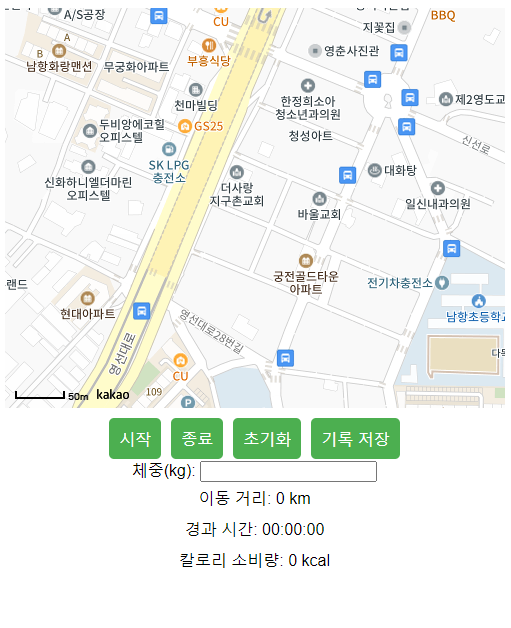 A/S공장
CU
지꽃집
BBQ
A
B
남항화랑맨션
무궁화아파트
부흥식당
영춘사진관
천마빌딩
한정희소아
청소년과의원
제2영도교
두비앙에코힐
오피스텔
GS25
청성아트
신선로
SK LPG
충전소
신화하니엘더마린
오피스텔
더사랑
지구촌교회
대화탕
바울교회
일신내과의원
궁전골드타운
아파트
전기차충전소
랜드
현대아파트
남항초등학교
영선대로28번길
영선대로
CU
109
P
50m
kakao
시작
종료
초기화
기록 저장
체중(kg):
이동 거리: 0 km
경과 시간: 00:00:00
칼로리 소비량: 0 kcal